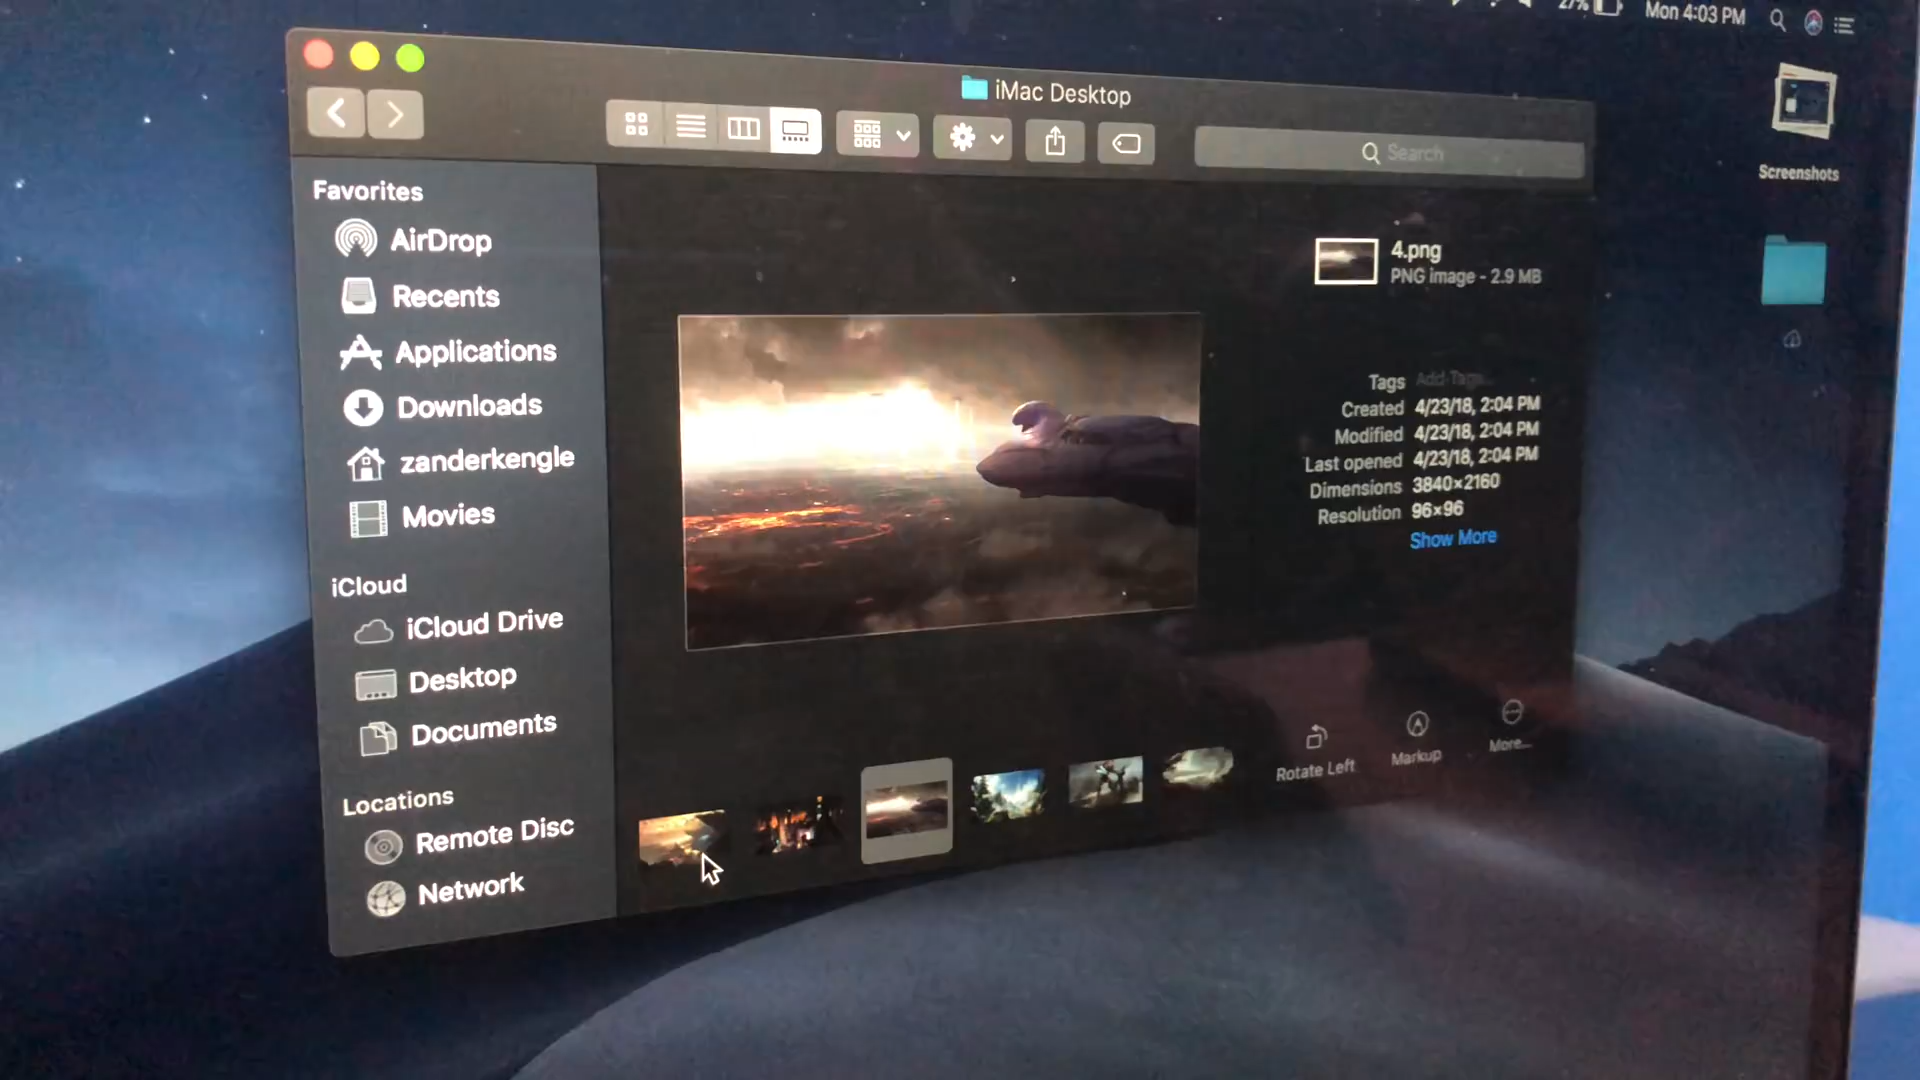 27%
Mon 4:03 PM
iMac Desktop
Search
Screenshots
Favorites
AirDrop
Recents
Applications
Downloads
zanderkengle
Movies
iCloud
iCloud Drive
Desktop
Documents
Locations
Remote Disc
Network
4.png
PNG image - 2.9 MB
Tags Add Tags...
Created 4/23/18, 2:04 PM
Modified 4/23/18, 2:04 PM
Last opened 4/23/18, 2:04 PM
Dimensions 3840×2160
Resolution 96×96
Show More
Rotate Left
Markup
More...